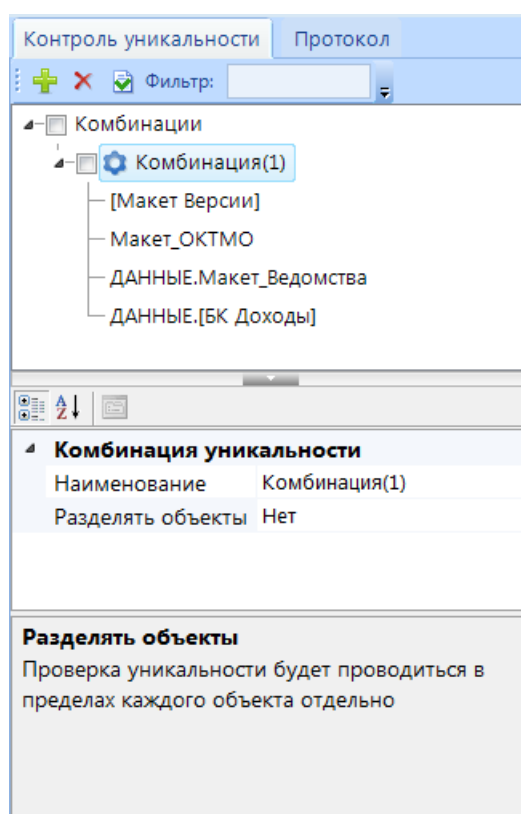 Контроль уникальности Протокол
Фильтр:
Комбинации
Комбинация(1)
[Макет Версии]
Макет_ОКТМО
ДАННЫЕ.Макет_Ведомства
ДАННЫЕ.[БК Доходы]
Комбинация уникальности
Наименование Комбинация(1)
Разделять объекты Нет
Разделять объекты
Проверка уникальности будет проводиться в
пределах каждого объекта отдельно